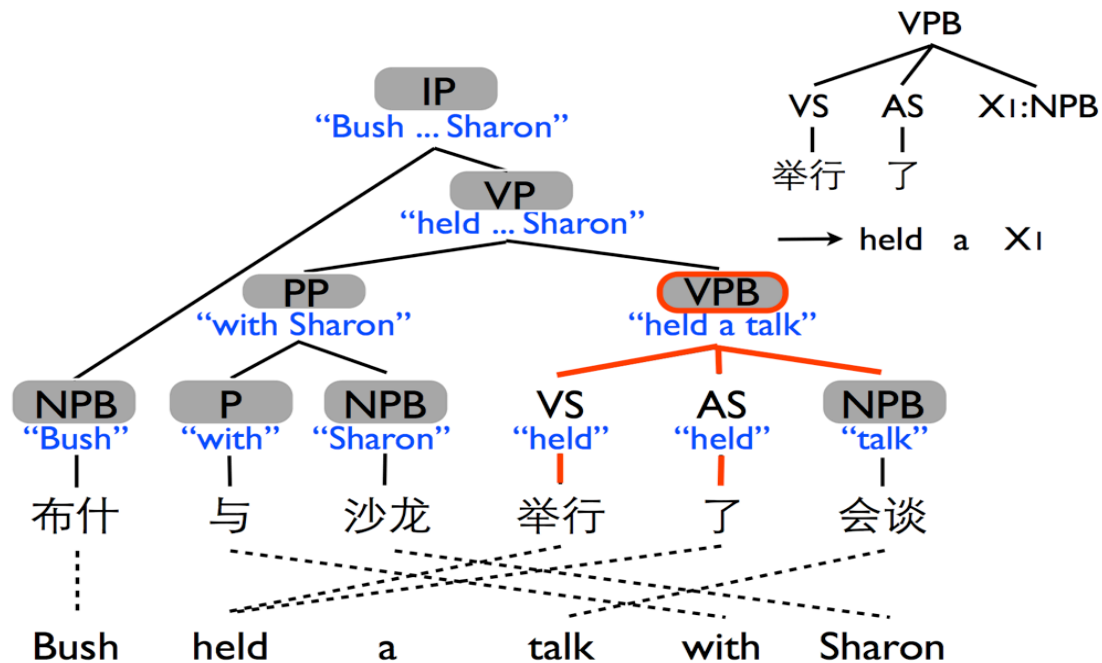 VPB
IP
VS AS X1:NPB
“Bush ... Sharon”
举行 了
VP
“held ... Sharon”
held a X1
PP VPB
“with Sharon” “held a talk”
NPB P NPB VS AS NPB
“Bush” “with” “Sharon” “held” “held” “talk”
布什 与 沙龙 举行 了 会谈
Bush held a talk with Sharon